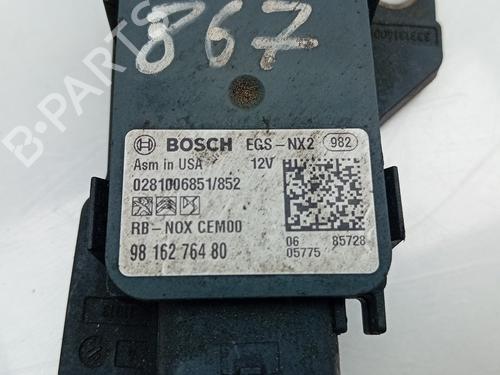 867
BOSCH EGS-NX2 982
Asm in USA 12V
0281006851/852
RB-NOX CEM00
98 162 764 80
06 85728
05775
B-PARTS